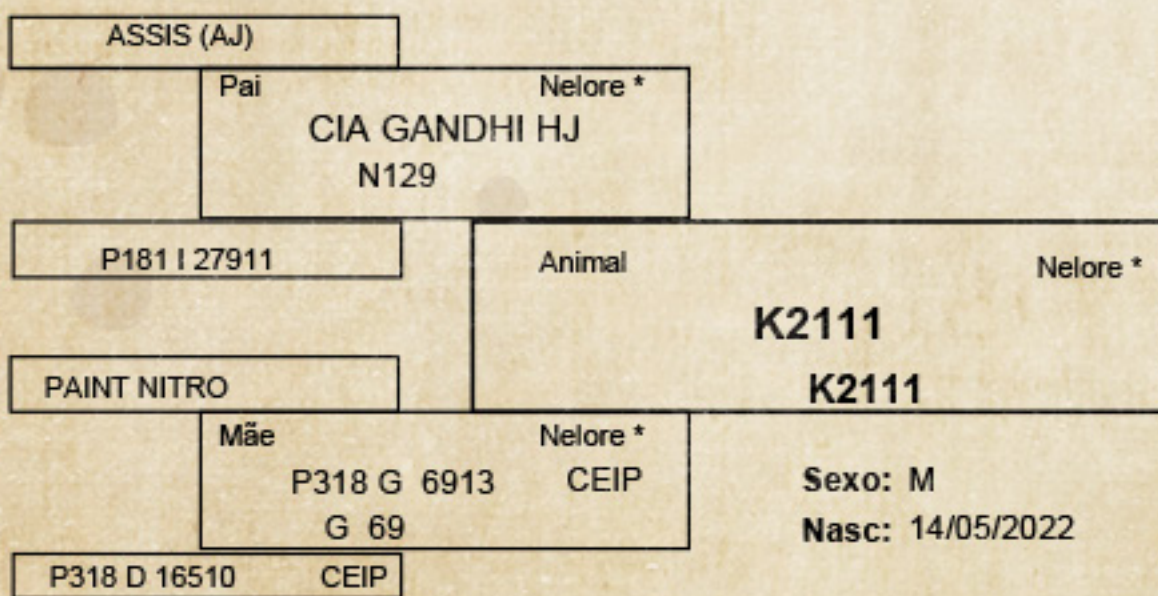 ASSIS (AJ)
Pai Nelore *
CIA GANDHI HJ
N129
P181 I 27911
Animal Nelore *
K2111
K2111
PAINT NITRO
Mãe Nelore *
P318 G 6913 CEIP
G 69
Sexo: M
Nasc: 14/05/2022
P318 D 16510 CEIP